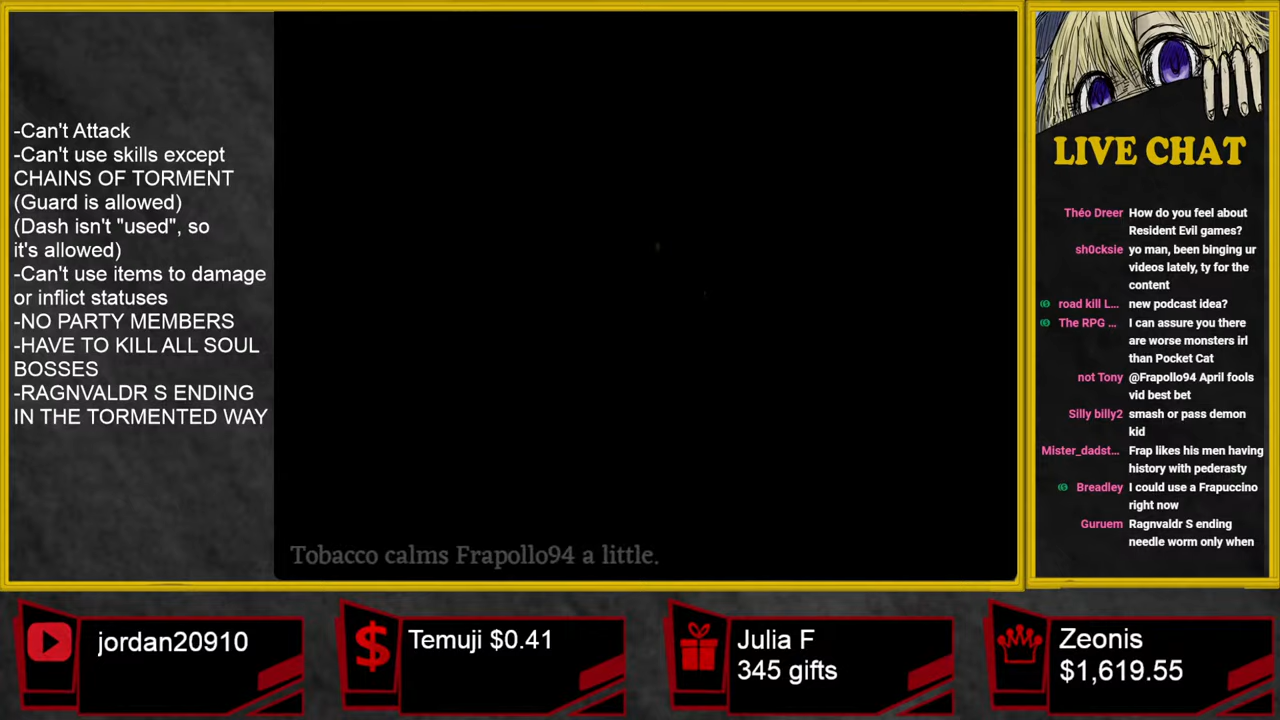 -Can't Attack
-Can't use skills except
CHAINS OF TORMENT
(Guard is allowed)
(Dash isn't "used", so
it's allowed)
-Can't use items to damage
or inflict statuses
-NO PARTY MEMBERS
-HAVE TO KILL ALL SOUL
BOSSES
-RAGNVALDR S ENDING
IN THE TORMENTED WAY
Tobacco calms Frapollo94 a little.
LIVE CHAT
Théo Dreer How do you feel about
Resident Evil games?
sh0cksie yo man, been binging ur
videos lately, ty for the
content
road kill L... new podcast idea?
The RPG ... I can assure you there
are worse monsters irl
than Pocket Cat
not Tony @Frapollo94 April fools
vid best bet
Silly billy2 smash or pass demon
kid
Mister_dadst... Frap likes his men having
history with pederasty
Breadley I could use a Frapuccino
right now
Guruem Ragnvaldr S ending
needle worm only when
jordan20910
Temuji $0.41
Julia F
345 gifts
Zeonis
$1,619.55